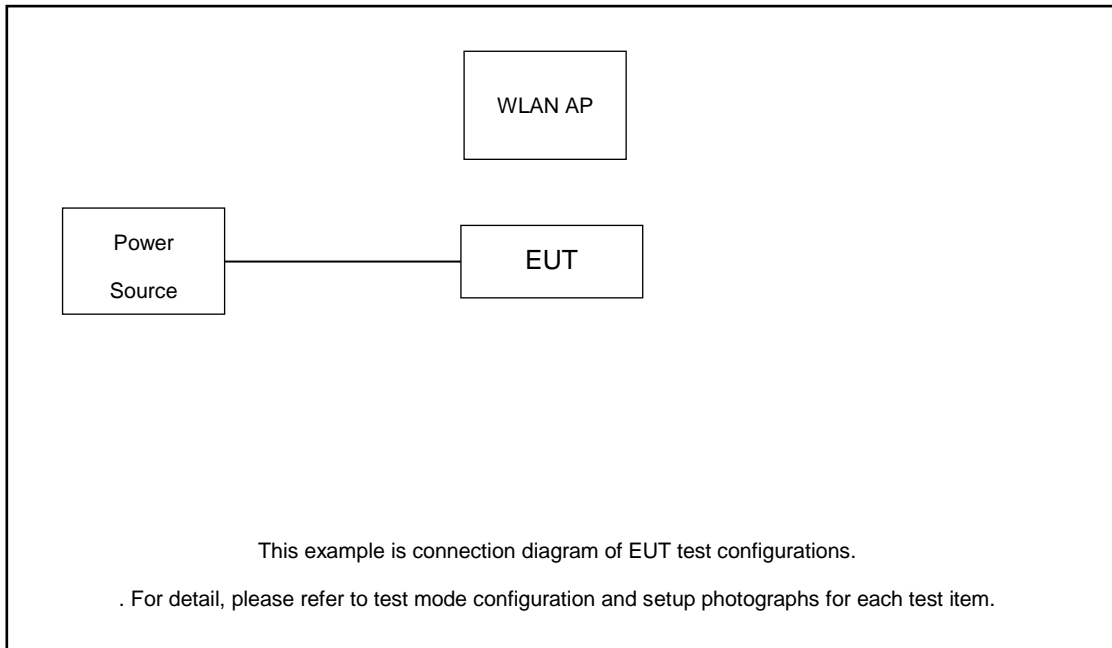 WLAN AP
Power
Source
EUT
This example is connection diagram of EUT test configurations.
. For detail, please refer to test mode configuration and setup photographs for each test item.